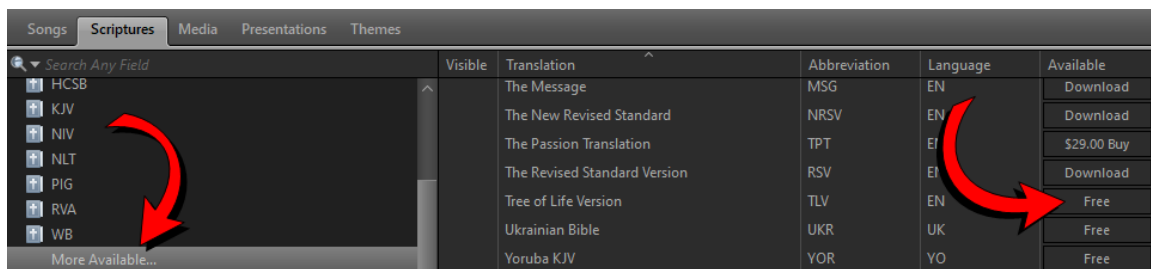 Songs Scriptures Media Presentations Themes
Search Any Field Visible Translation Abbreviation Language Available
HCSB The Message MSG EN Download
KJV The New Revised Standard NRSV EN Download
NIV The Passion Translation TPT EN $29.00 Buy
NLT The Revised Standard Version RSV EN Download
PIG
RVA Tree of Life Version TLV EN Free
WB Ukrainian Bible UKR UK Free
More Available... Yoruba KJV YOR YO Free